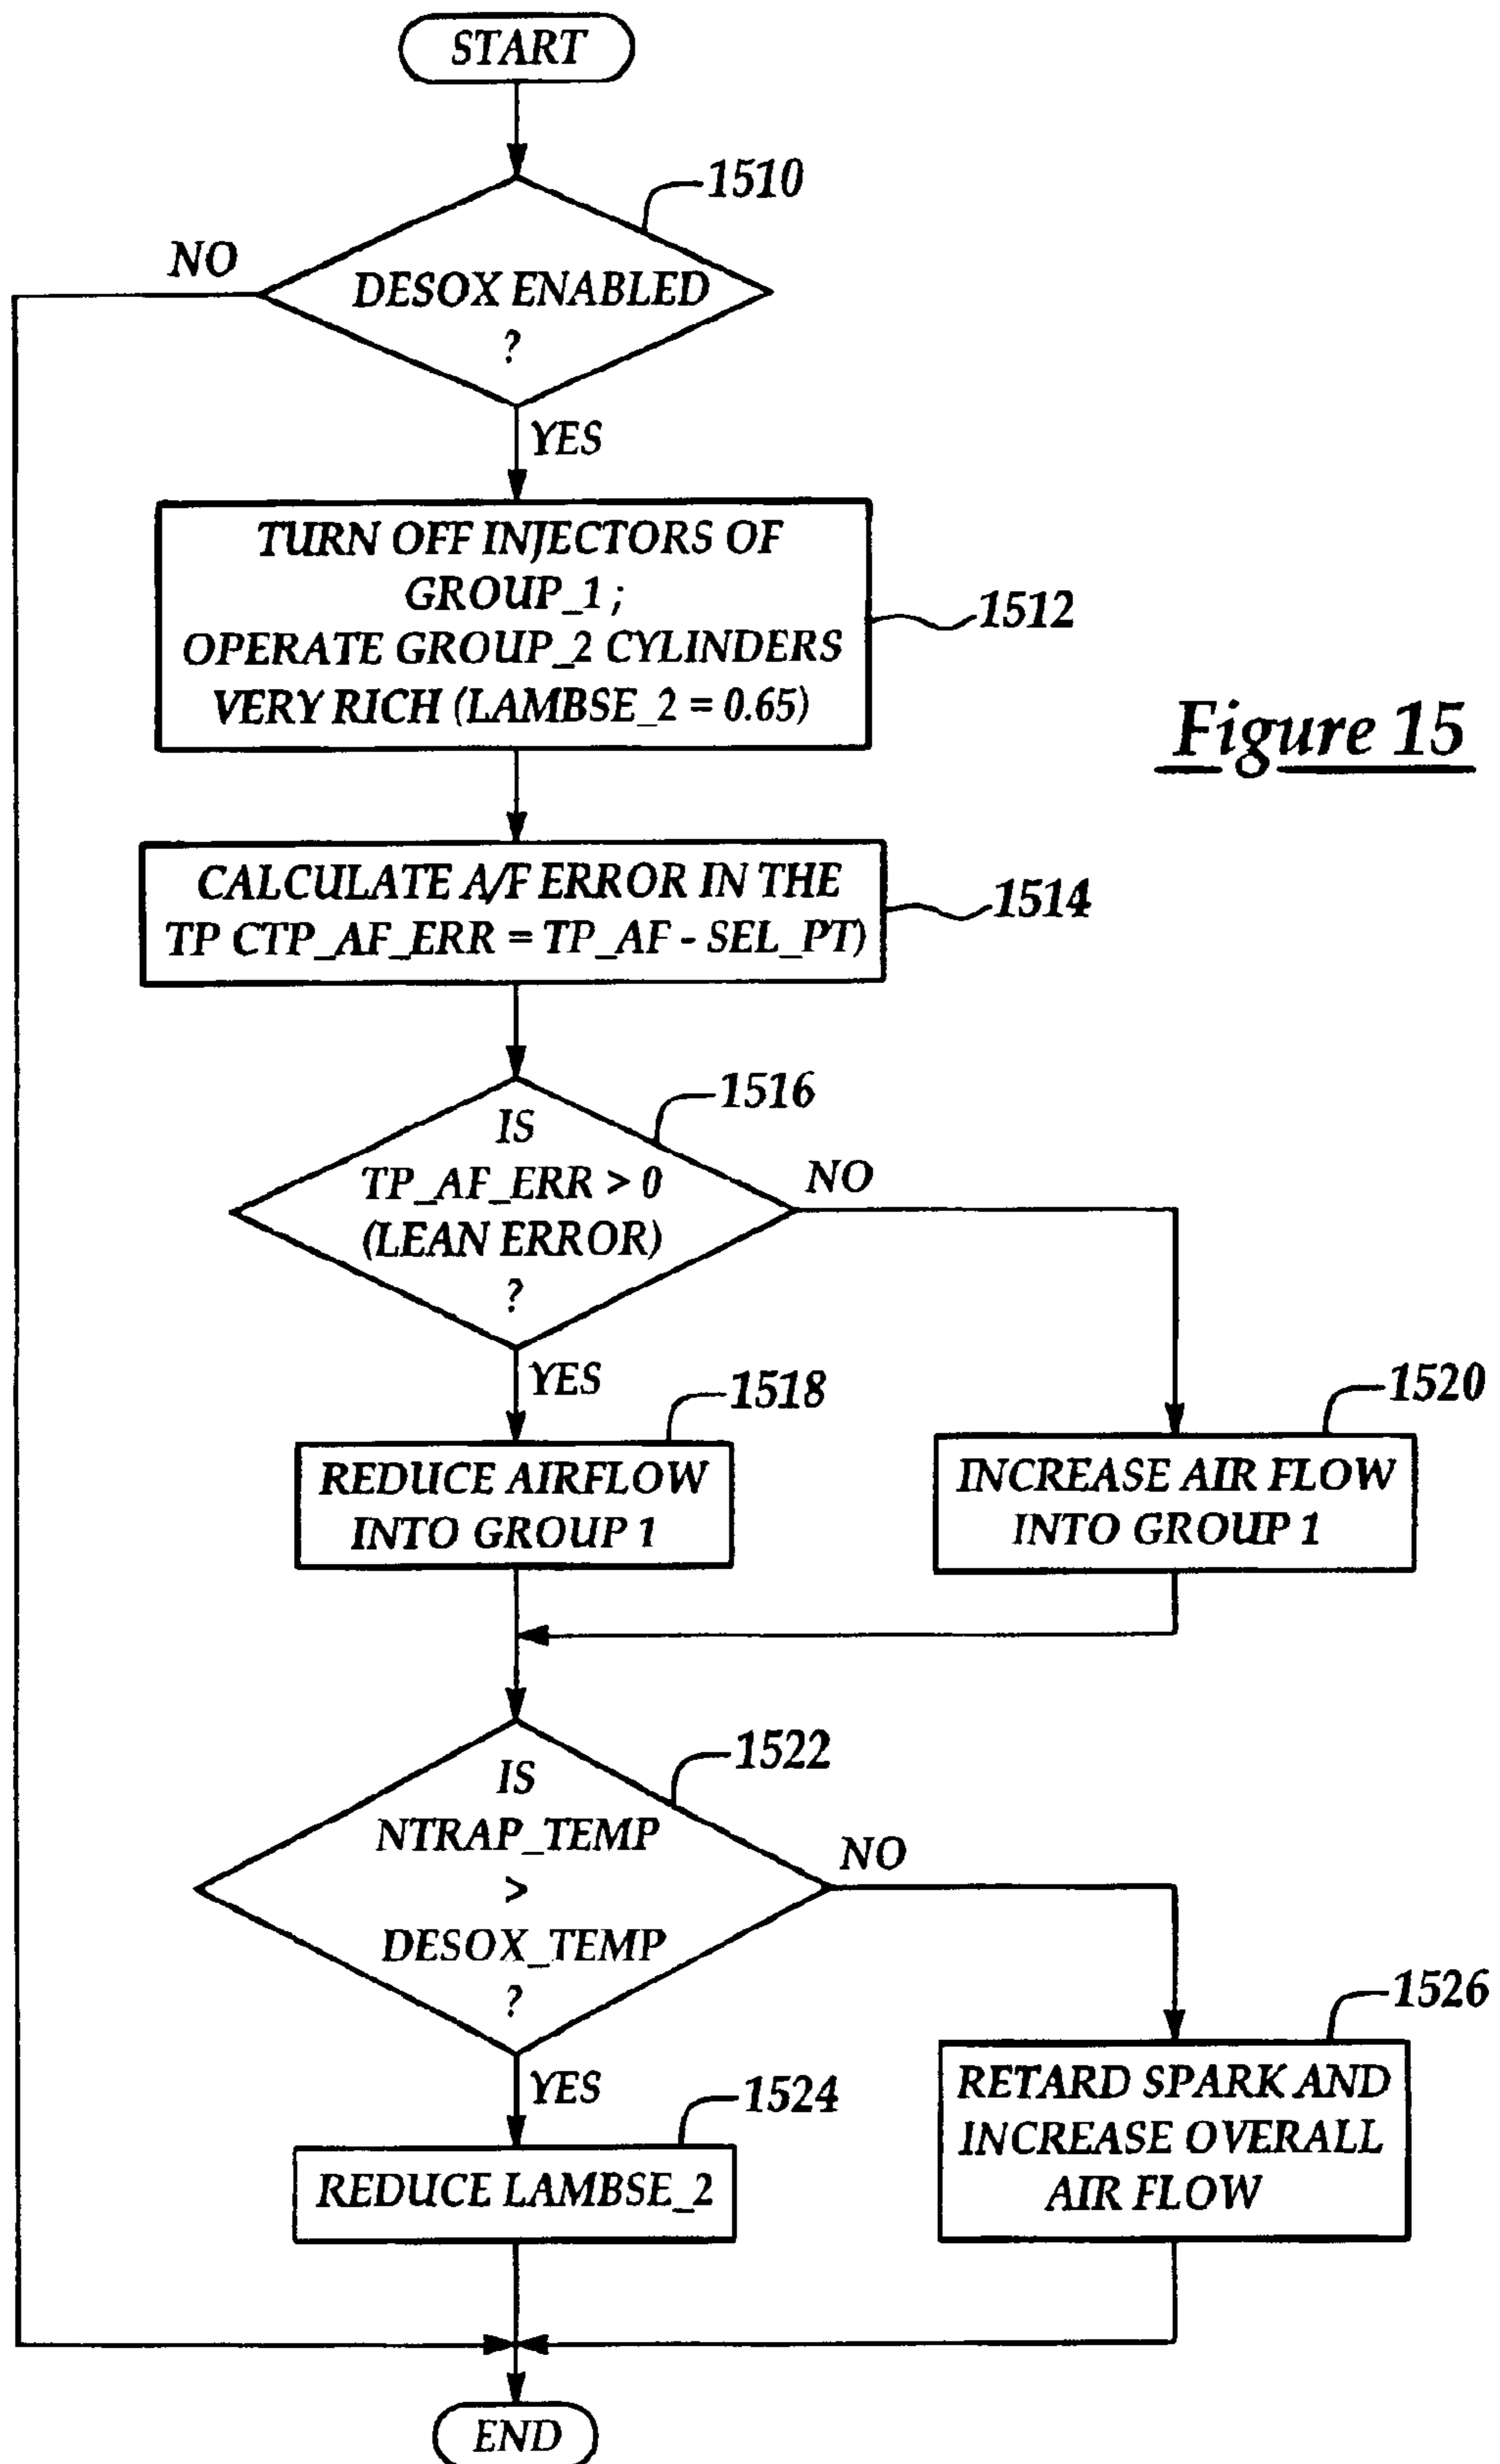 START
1510
NO
DESOX ENABLED
?
YES
TURN OFF INJECTORS OF
GROUP_1 ;
OPERATE GROUP_2 CYLINDERS
VERY RICH (LAMBSE_2 = 0.65)
1512
Figure 15
CALCULATE A/F ERROR IN THE
TP CTP_AF_ERR = TP_AF - SEL_PT)
1514
1516
IS
TP_AF_ERR > 0
(LEAN ERROR)
?
NO
YES
1518
1520
REDUCE AIRFLOW
INTO GROUP 1
INCREASE AIR FLOW
INTO GROUP 1
1522
IS
NTRAP_TEMP
>
DESOX_TEMP
?
NO
YES
1524
1526
REDUCE LAMBSE_2
RETARD SPARK AND
INCREASE OVERALL
AIR FLOW
END